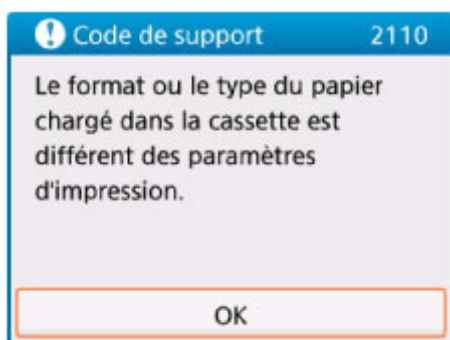 Code de support 2110
Le format ou le type du papier
chargé dans la cassette est
différent des paramètres
d'impression.
OK